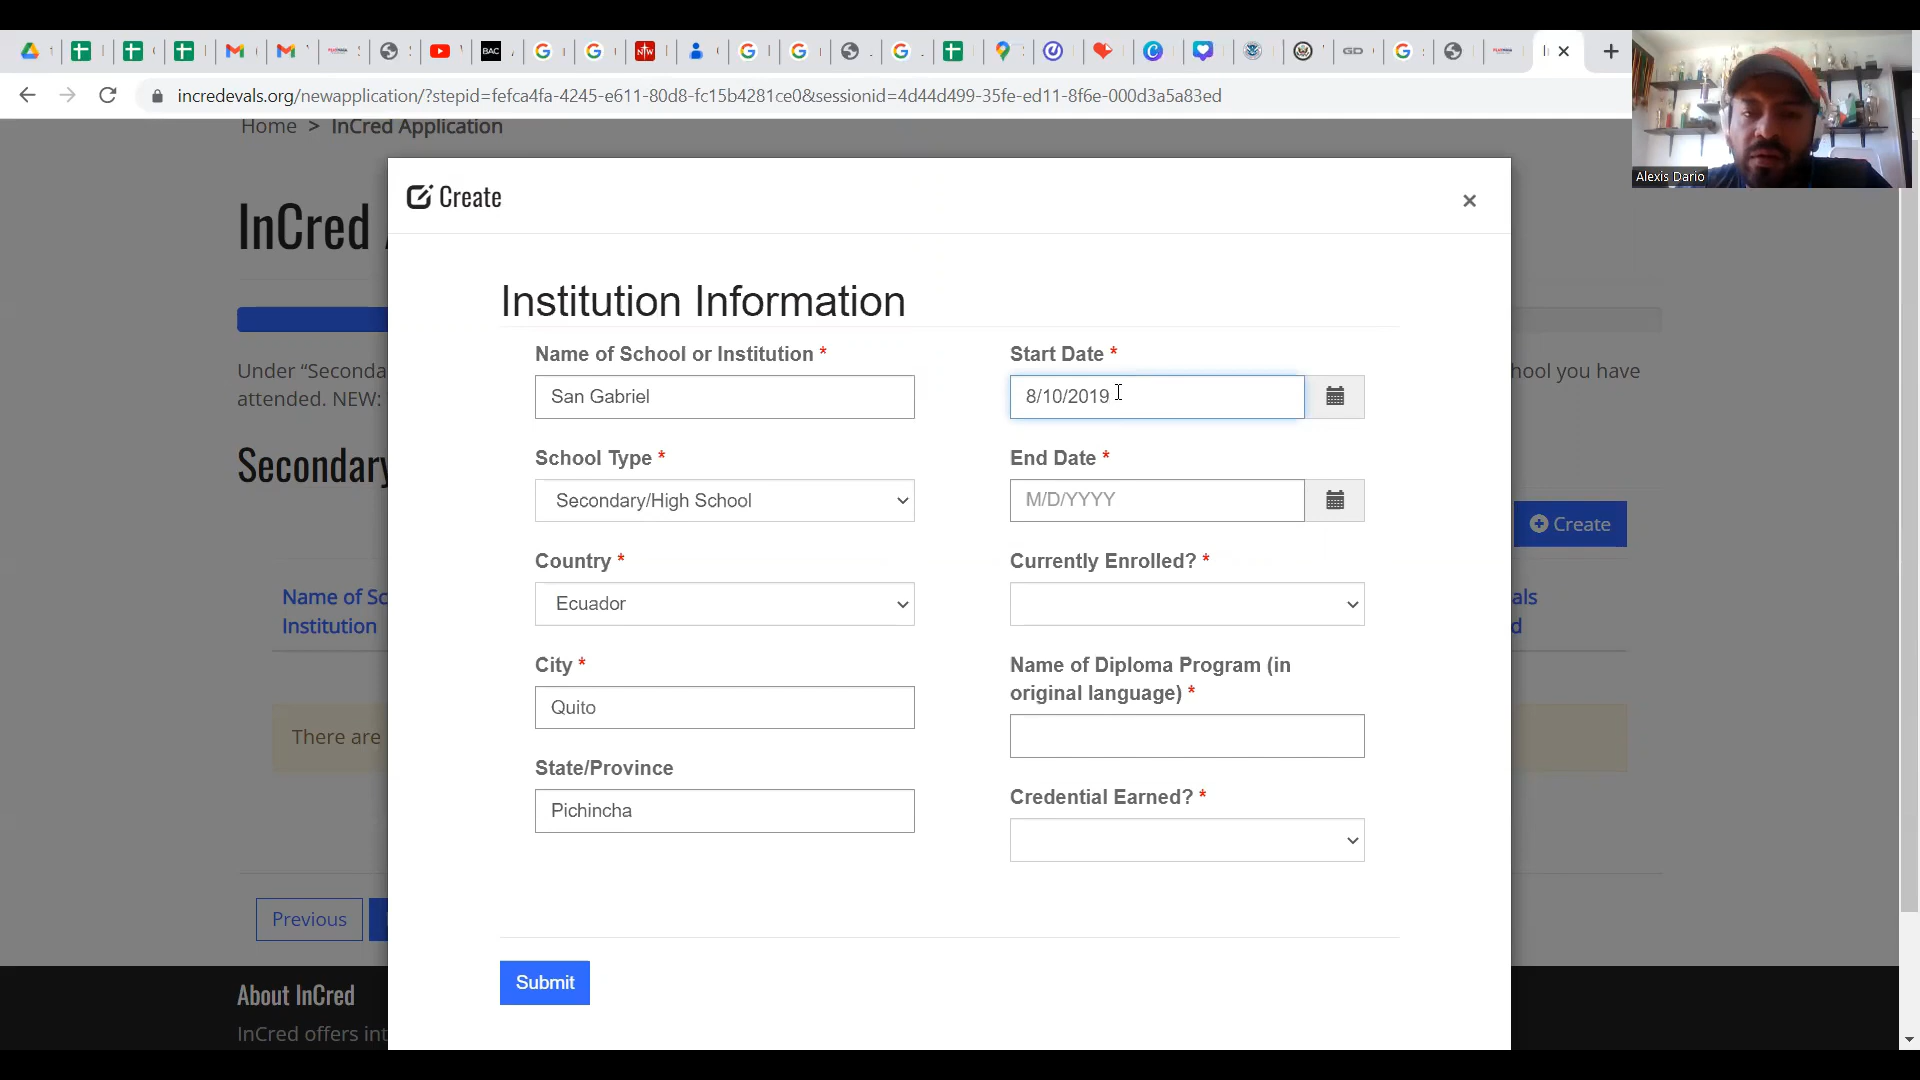 incredevals.org/newapplication/?stepid=fefca4fa-4245-e611-80d8-fc15b4281ce0&sessionid=4d44d499-35fe-ed11-8f6e-000d3a5a83ed
Alexis Dario
Home > InCred Application
Create
×
InCred
Institution Information
Name of School or Institution *
San Gabriel
Start Date *
8/10/2019
School Type *
Secondary/High School
End Date *
M/D/YYYY
Country *
Ecuador
Currently Enrolled? *
City *
Quito
Name of Diploma Program (in
original language) *
State/Province
Pichincha
Credential Earned? *
Submit
Under “Seconda
hool you have
attended. NEW:
Secondary
Create
Name of Sc
Institution
als
d
There are
Previous
About InCred
InCred offers int